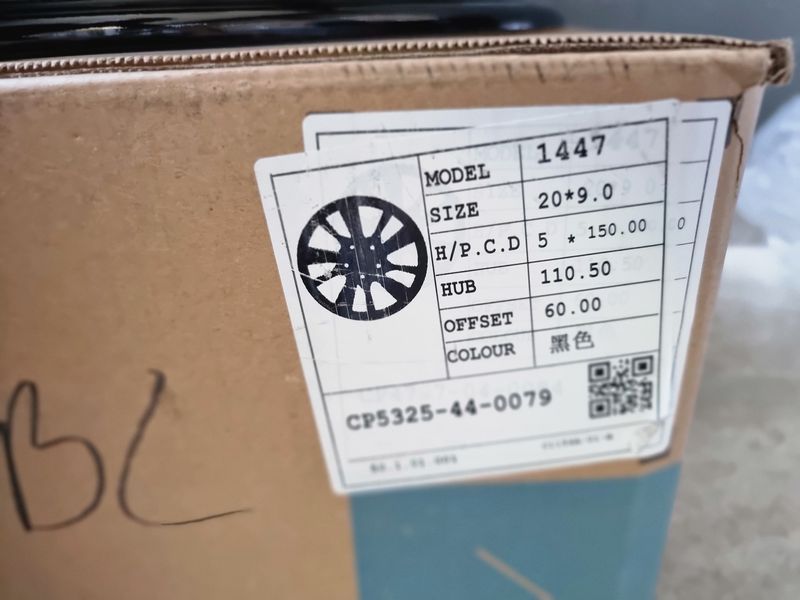 MODEL 1447
SIZE 20*9.0
H/P.C.D 5 * 150.00
HUB 110.50
OFFSET 60.00
COLOUR 黑色
CP5325-44-0079
BC